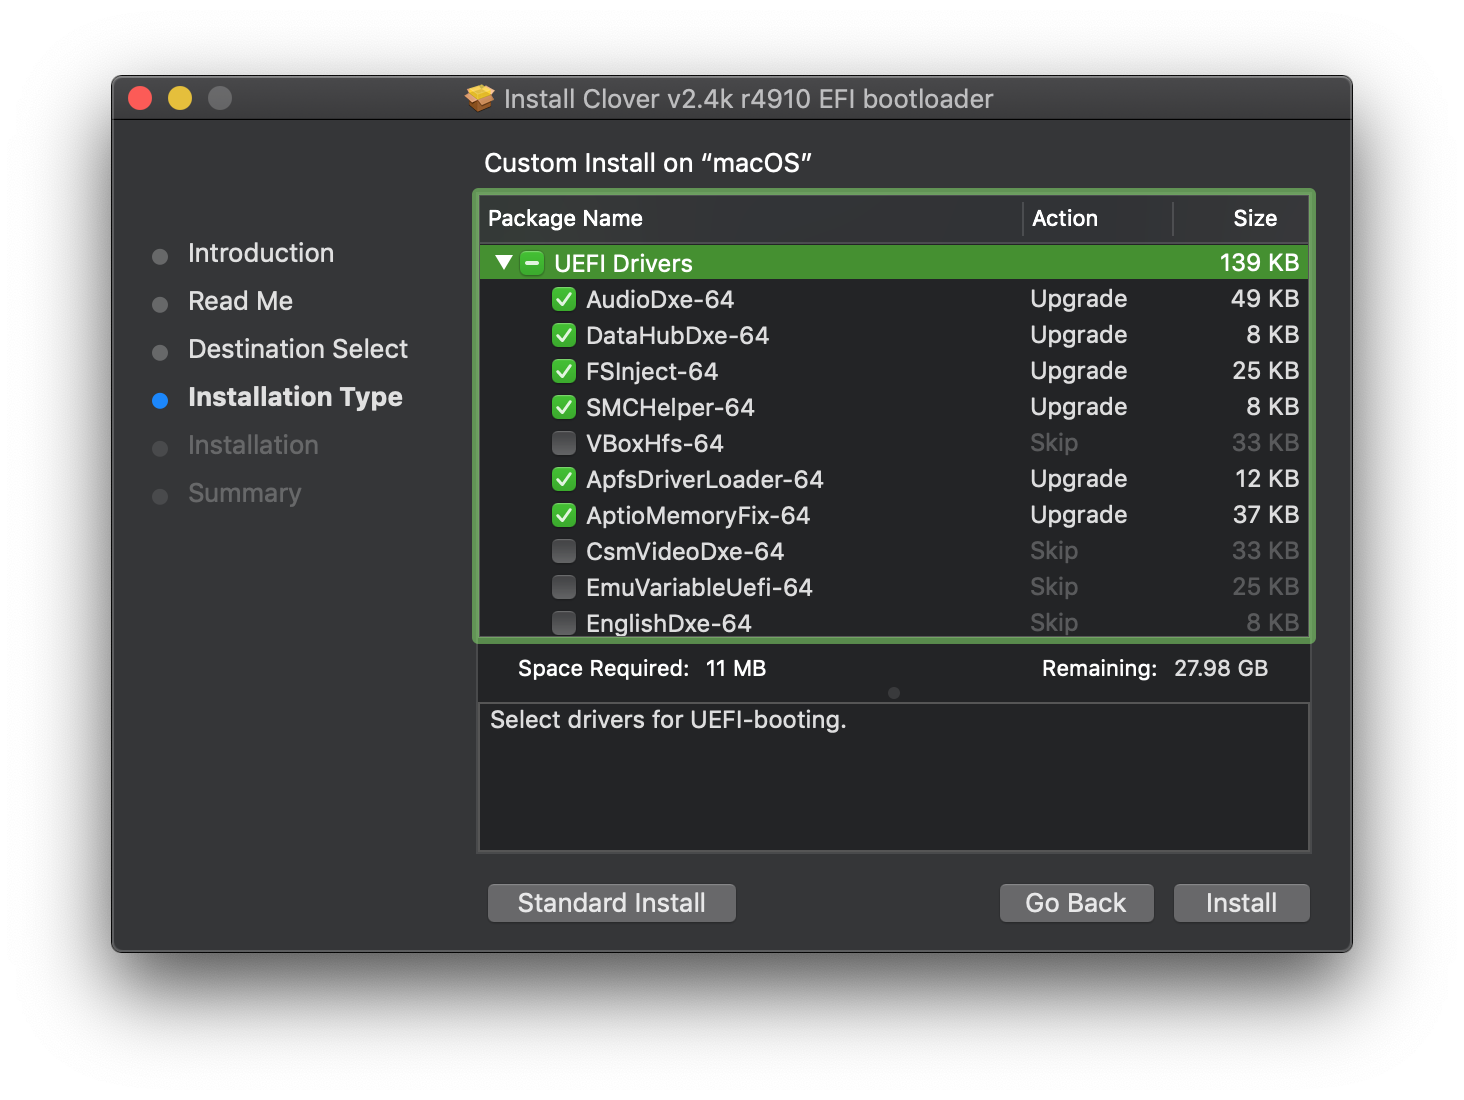 Install Clover v2.4k r4910 EFI bootloader
Custom Install on “macOS”
Introduction
Read Me
Destination Select
Installation Type
Installation
Summary
Package Name Action Size
UEFI Drivers 139 KB
AudioDxe-64 Upgrade 49 KB
DataHubDxe-64 Upgrade 8 KB
FSInject-64 Upgrade 25 KB
SMCHelper-64 Upgrade 8 KB
VBoxHfs-64 Skip 33 KB
ApfsDriverLoader-64 Upgrade 12 KB
AptioMemoryFix-64 Upgrade 37 KB
CsmVideoDxe-64 Skip 33 KB
EmuVariableUefi-64 Skip 25 KB
EnglishDxe-64 Skip 8 KB
Space Required: 11 MB Remaining: 27.98 GB
Select drivers for UEFI-booting.
Standard Install Go Back Install